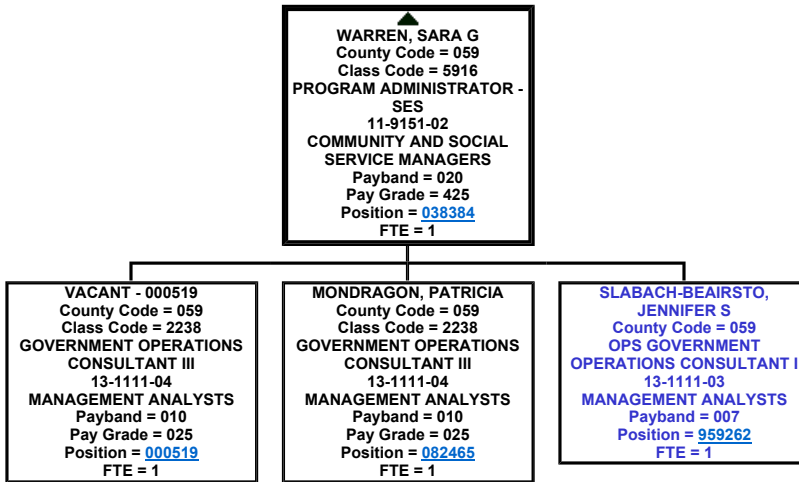 WARREN, SARA G
County Code = 059
Class Code = 5916
PROGRAM ADMINISTRATOR -
SES
11-9151-02
COMMUNITY AND SOCIAL
SERVICE MANAGERS
Payband = 020
Pay Grade = 425
Position = 038384
FTE = 1
VACANT - 000519
County Code = 059
Class Code = 2238
GOVERNMENT OPERATIONS
CONSULTANT III
13-1111-04
MANAGEMENT ANALYSTS
Payband = 010
Pay Grade = 025
Position = 000519
FTE = 1
MONDRAGON, PATRICIA
County Code = 059
Class Code = 2238
GOVERNMENT OPERATIONS
CONSULTANT III
13-1111-04
MANAGEMENT ANALYSTS
Payband = 010
Pay Grade = 025
Position = 082465
FTE = 1
SLABACH-BEAIRSTO,
JENNIFER S
County Code = 059
OPS GOVERNMENT
OPERATIONS CONSULTANT I
13-1111-03
MANAGEMENT ANALYSTS
Payband = 007
Position = 959262
FTE = 1